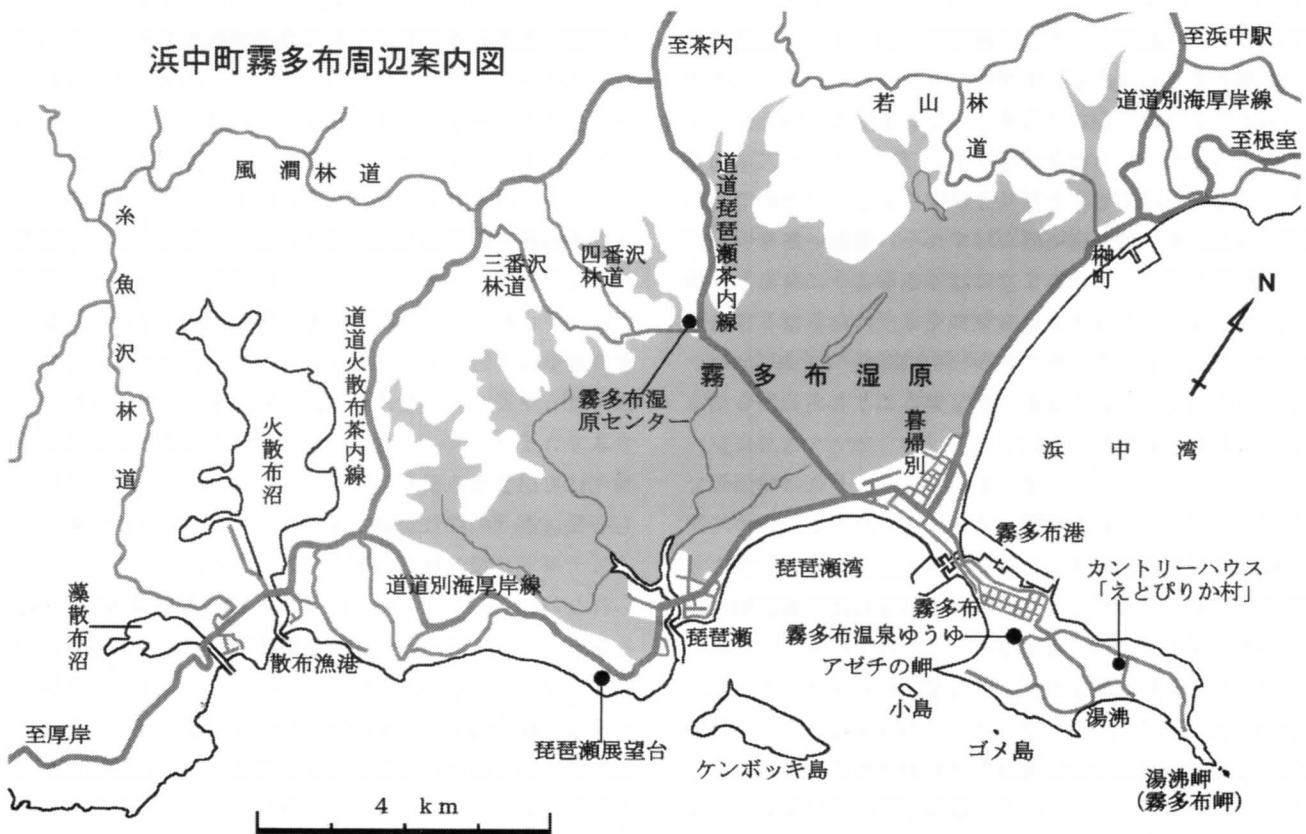 浜中町霧多布周辺案内図
至茶内
至浜中駅
道道別海厚岸線
至根室
若山林道
風澗林道
糸魚沢林道
三番沢
林道
四番沢
林道
道道琵琶瀬茶内線
道道火散布茶内線
榊町
N
火散布沼
霧多布湿
原センター
霧多布湿原
暮帰別
浜中湾
霧多布港
カントリーハウス
「えとぴりか村」
琵琶瀬湾
道道別海厚岸線
藻散布沼
散布漁港
琵琶瀬
霧多布
霧多布温泉ゆうゆ
アゼチの岬
小島
湯沸
ゴメ島
至厚岸
琵琶瀬展望台
ケンボッキ島
湯沸岬
(霧多布岬)
4 km